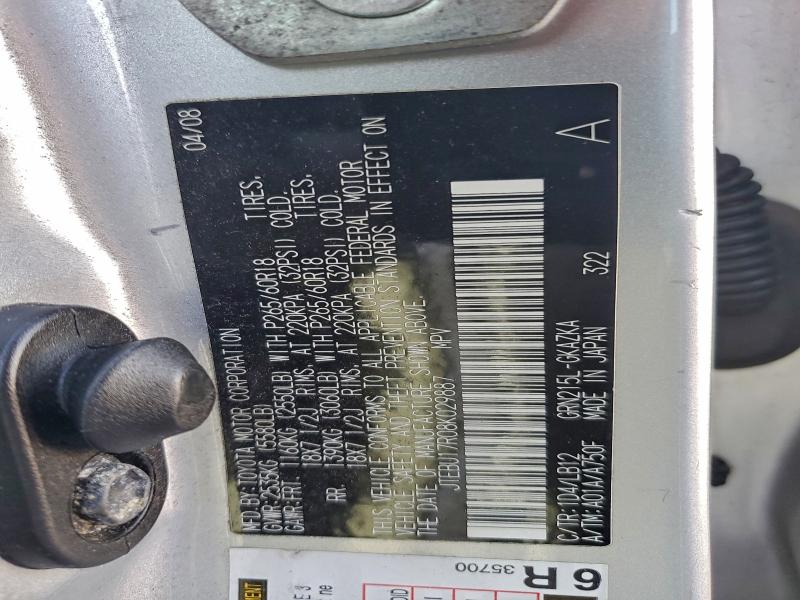 MFD.BY:TOYOTA MOTOR CORPORATION 04/08
GVWR:2535KG (5580LB)
GAWR:FRT 1160KG (2550LB) WITH P265/60R18 TIRES,
18X7 1/2J RIMS, AT 220KPA (32PSI) COLD.
RR 1390KG (3060LB) WITH P265/60R18 TIRES,
18X7 1/2J RIMS, AT 220KPA (32PSI) COLD.
THIS VEHICLE CONFORMS TO ALL APPLICABLE FEDERAL MOTOR
VEHICLE SAFETY AND THEFT PREVENTION STANDARDS IN EFFECT ON
THE DATE OF MANUFACTURE SHOWN ABOVE.
JTEBU17R08K029887 MPV
C/TR:1D4/LB12 GRN215L-GKAZKA
A/TM:A01A/A750F MADE IN JAPAN 322 A
6R
35700